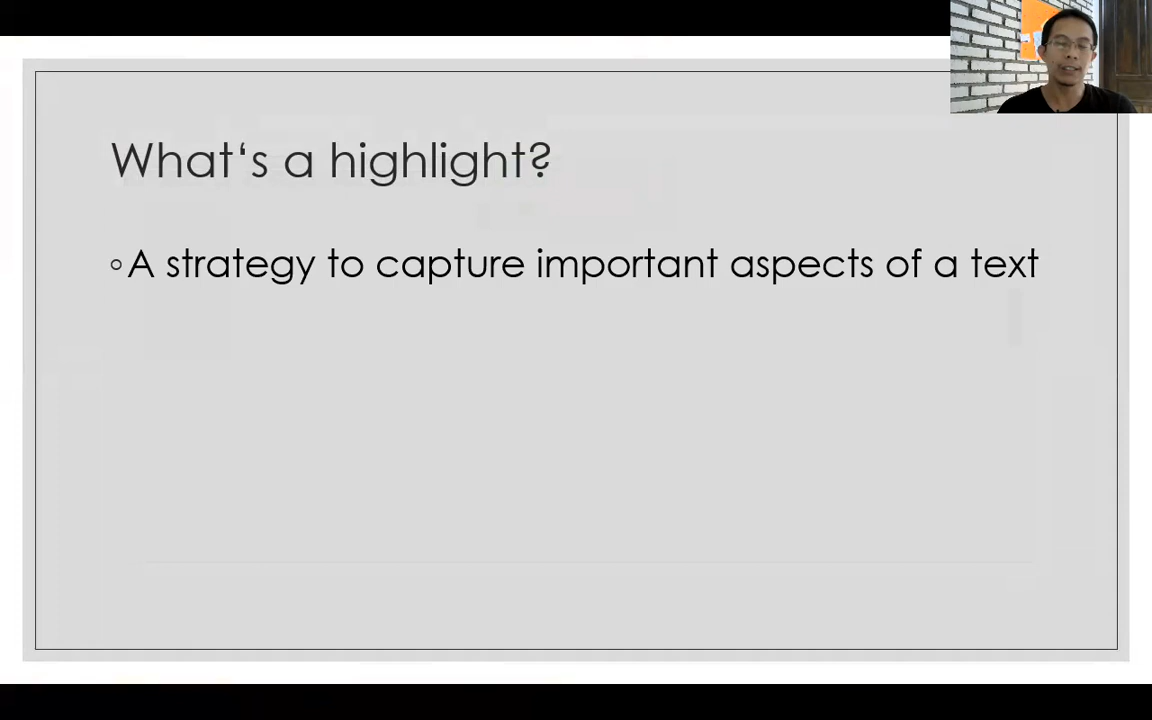 What‘s a highlight?
◦A strategy to capture important aspects of a text